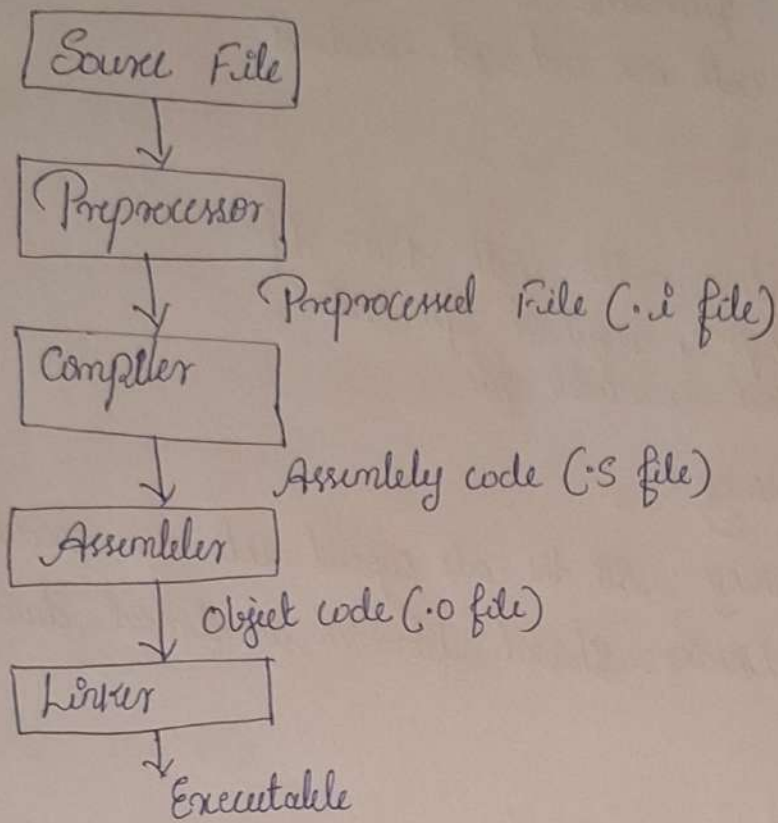 Source File
Preprocessor
Preprocessed File (.i file)
Compiler
Assembly code (.S file)
Assembler
Object code (.O file)
Linker
Executable